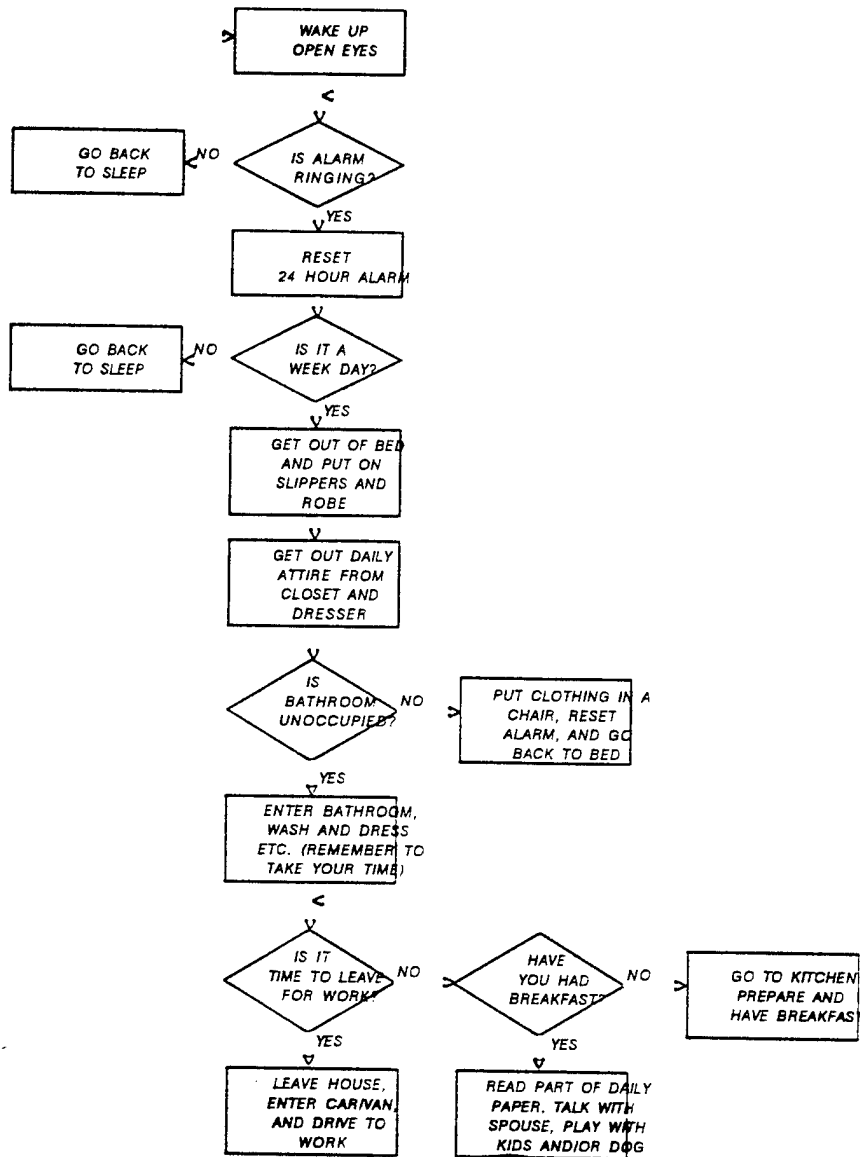 WAKE UP
OPEN EYES
IS ALARM
RINGING?
NO
GO BACK
TO SLEEP
YES
RESET
24 HOUR ALARM
IS IT A
WEEK DAY?
NO
GO BACK
TO SLEEP
YES
GET OUT OF BED
AND PUT ON
SLIPPERS AND
ROBE
GET OUT DAILY
ATTIRE FROM
CLOSET AND
DRESSER
IS
BATHROOM
UNOCCUPIED?
NO
PUT CLOTHING IN A
CHAIR, RESET
ALARM, AND GO
BACK TO BED
YES
ENTER BATHROOM,
WASH AND DRESS
ETC. (REMEMBER TO
TAKE YOUR TIME)
IS IT
TIME TO LEAVE
FOR WORK?
NO
HAVE
YOU HAD
BREAKFAST?
NO
GO TO KITCHEN
PREPARE AND
HAVE BREAKFAS
YES
LEAVE HOUSE,
ENTER CAR/VAN,
AND DRIVE TO
WORK
YES
READ PART OF DAILY
PAPER, TALK WITH
SPOUSE, PLAY WITH
KIDS AND/OR DOG